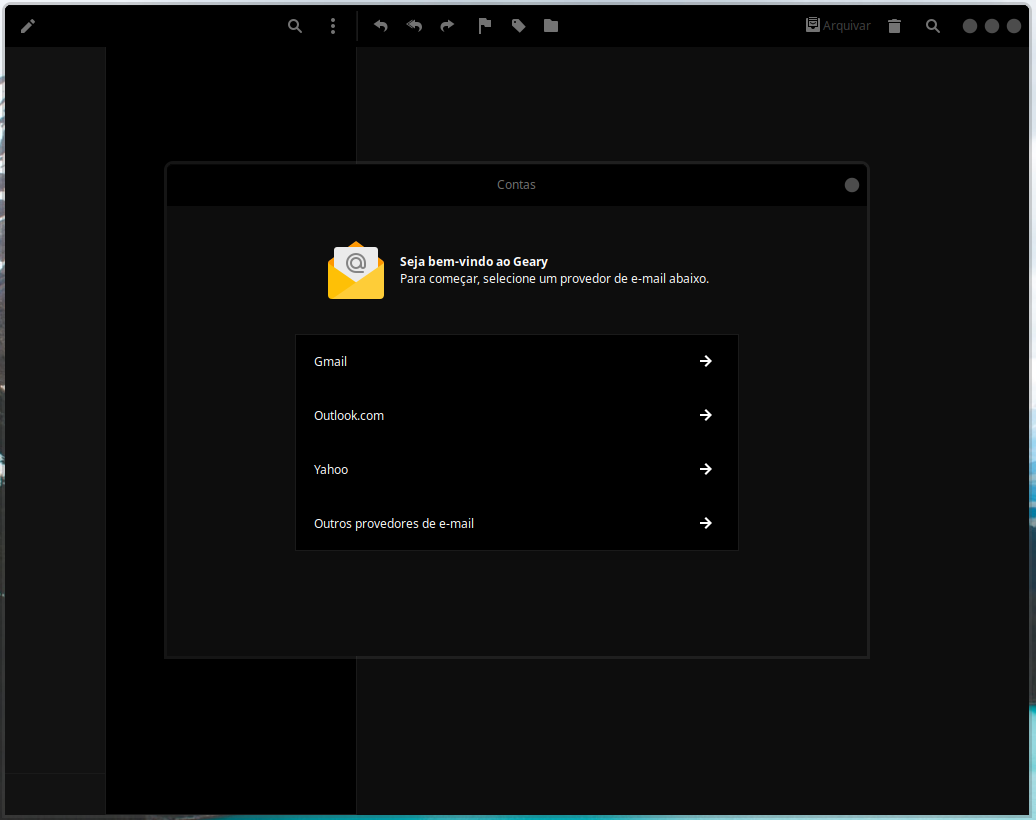 Arquivar
Contas
@
Seja bem-vindo ao Geary
Para começar, selecione um provedor de e-mail abaixo.
Gmail
Outlook.com
Yahoo
Outros provedores de e-mail